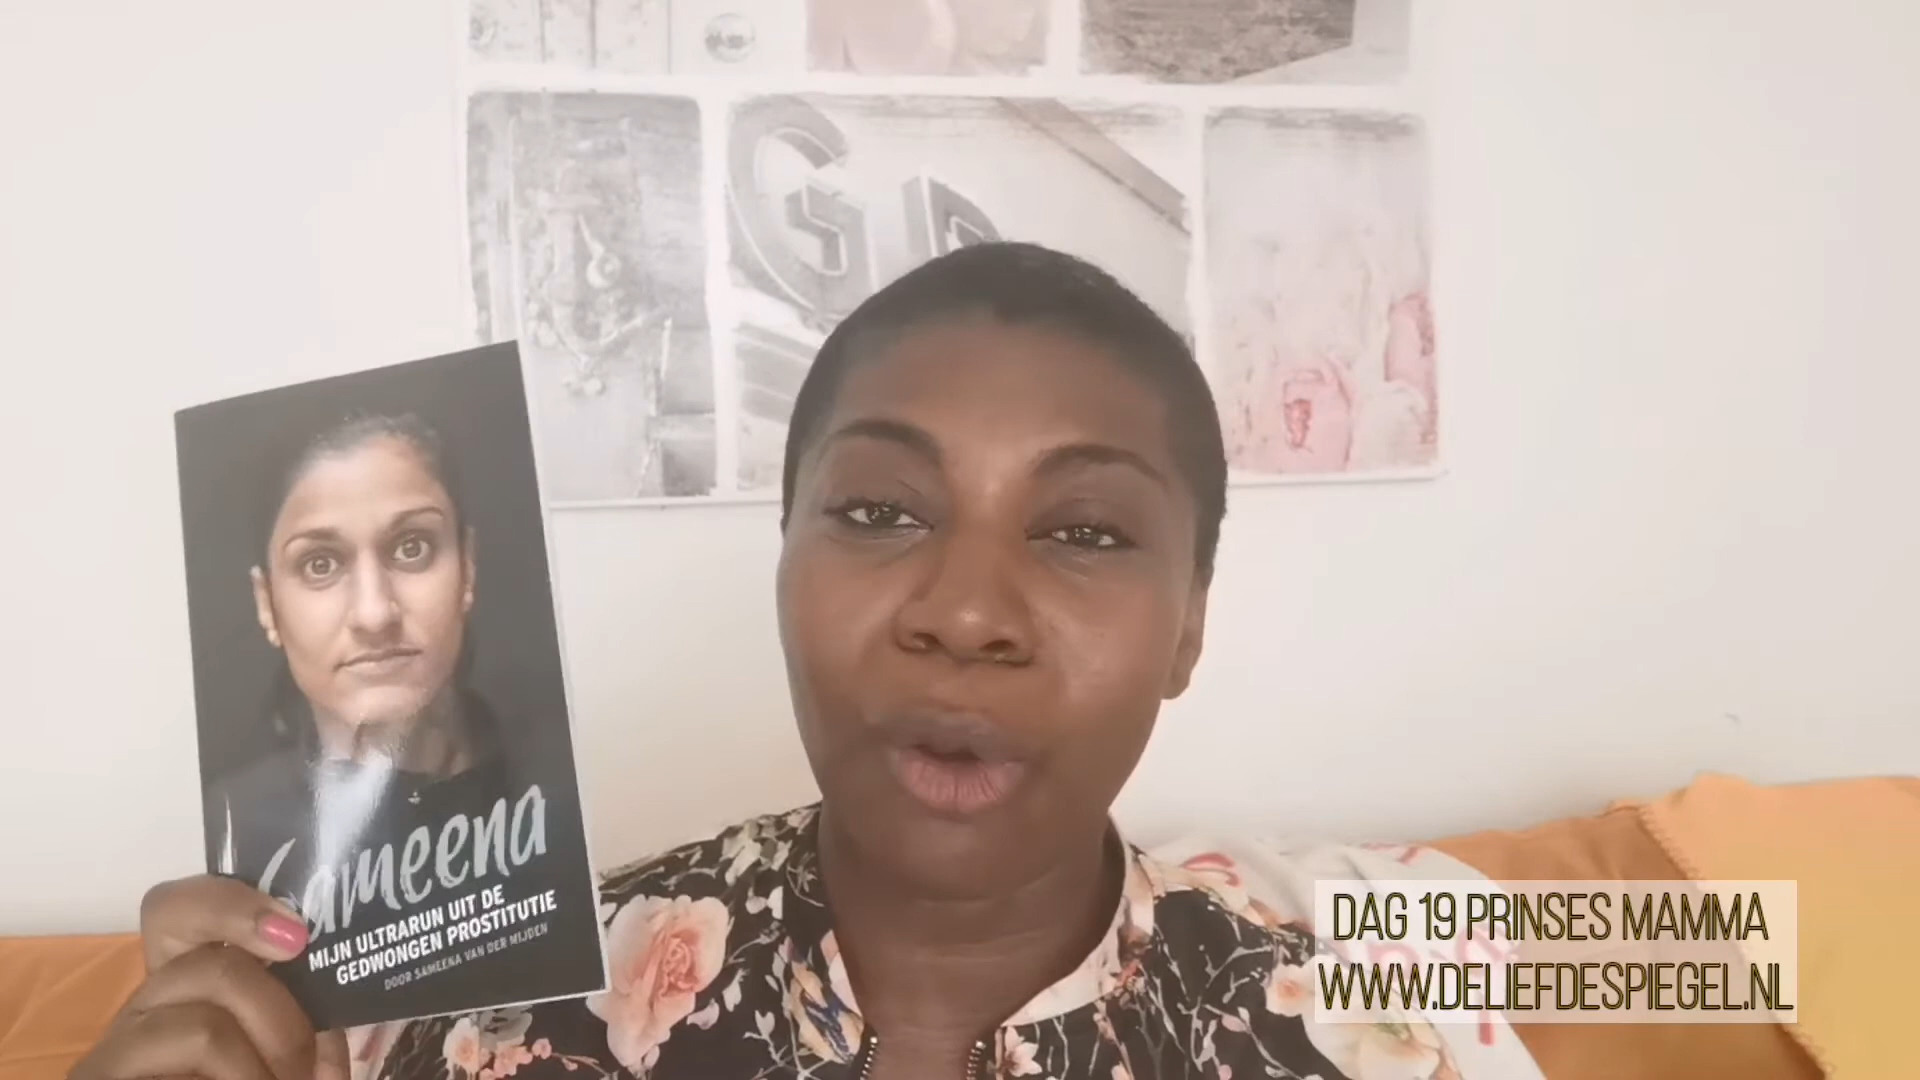 GR
Sameena
MIJN ULTRARUN UIT DE
GEDWONGEN PROSTITUTIE
DOOR SAMEENA VAN DER MIJDEN
DAG 19 PRINSES MAMMA
WWW.DELIEFDESPIEGEL.NL